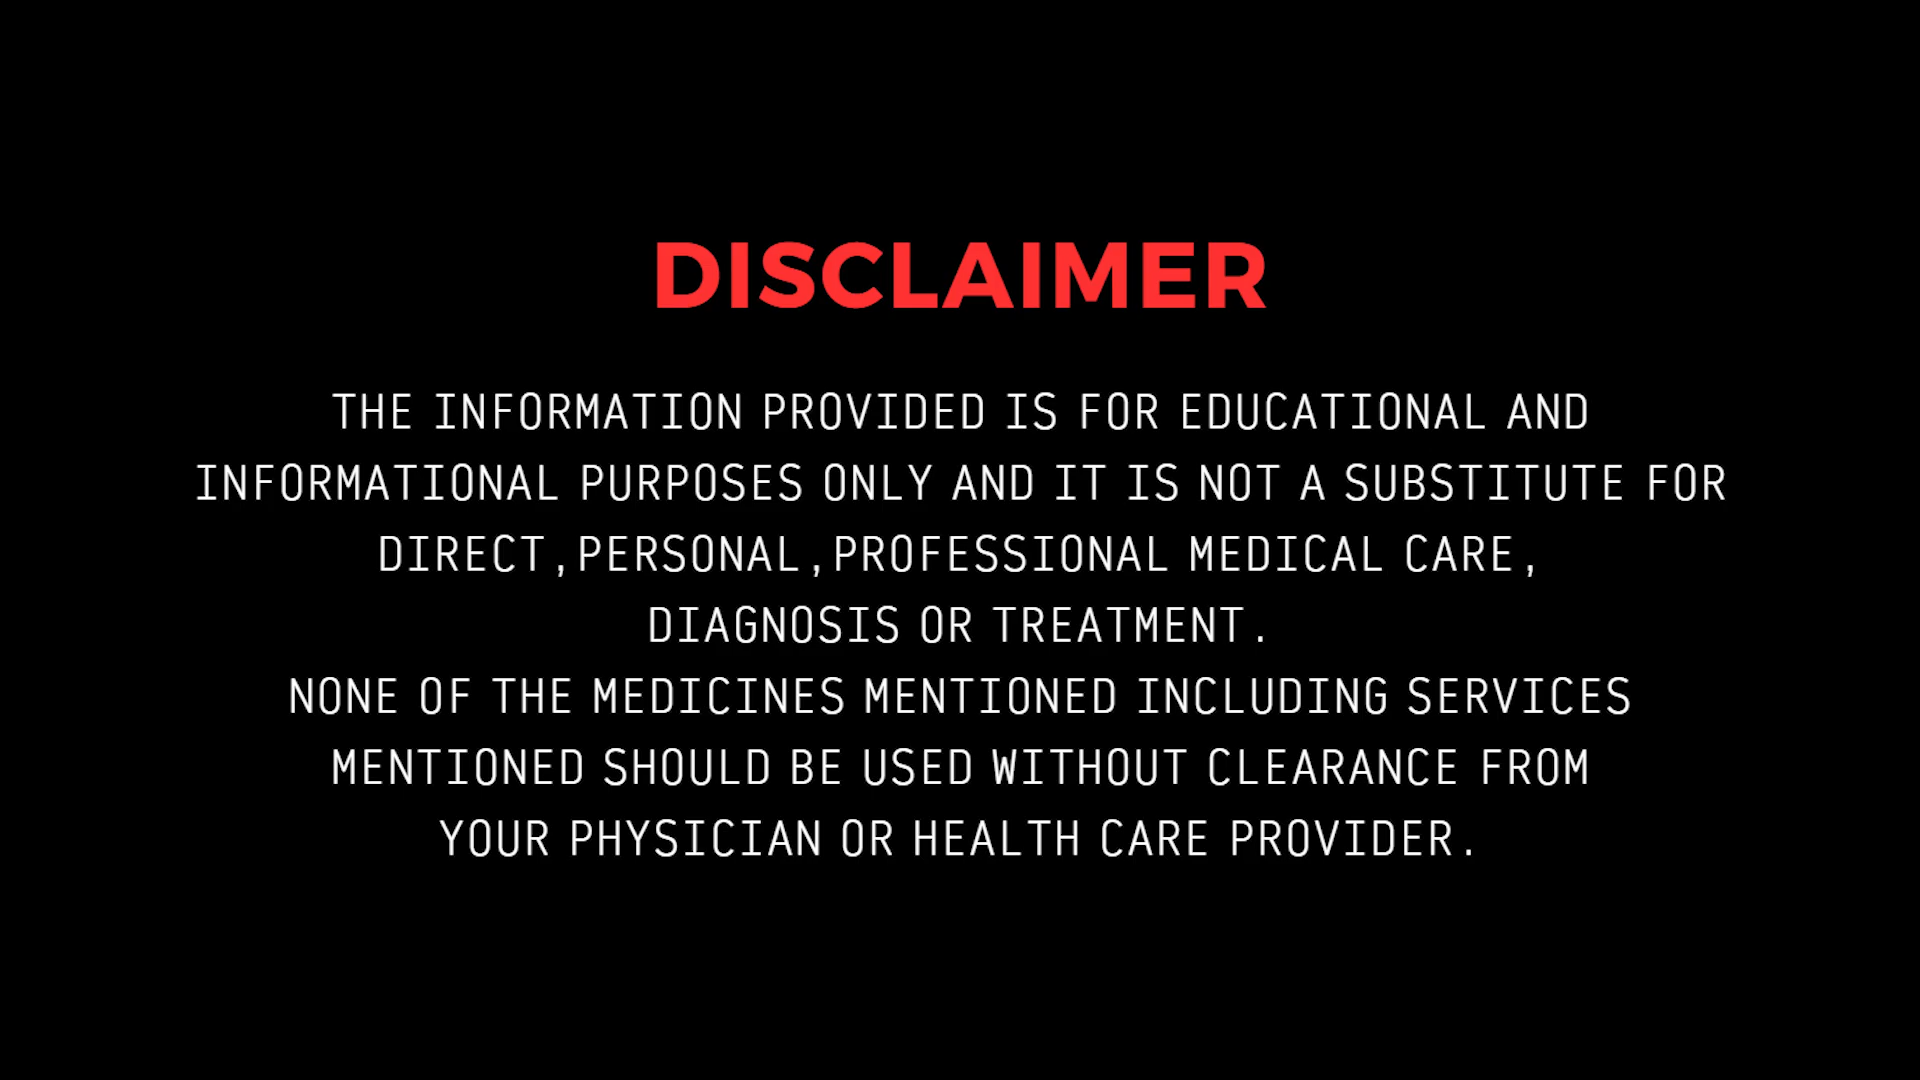 DISCLAIMER
THE INFORMATION PROVIDED IS FOR EDUCATIONAL AND
INFORMATIONAL PURPOSES ONLY AND IT IS NOT A SUBSTITUTE FOR
DIRECT,PERSONAL,PROFESSIONAL MEDICAL CARE,
DIAGNOSIS OR TREATMENT.
NONE OF THE MEDICINES MENTIONED INCLUDING SERVICES
MENTIONED SHOULD BE USED WITHOUT CLEARANCE FROM
YOUR PHYSICIAN OR HEALTH CARE PROVIDER.